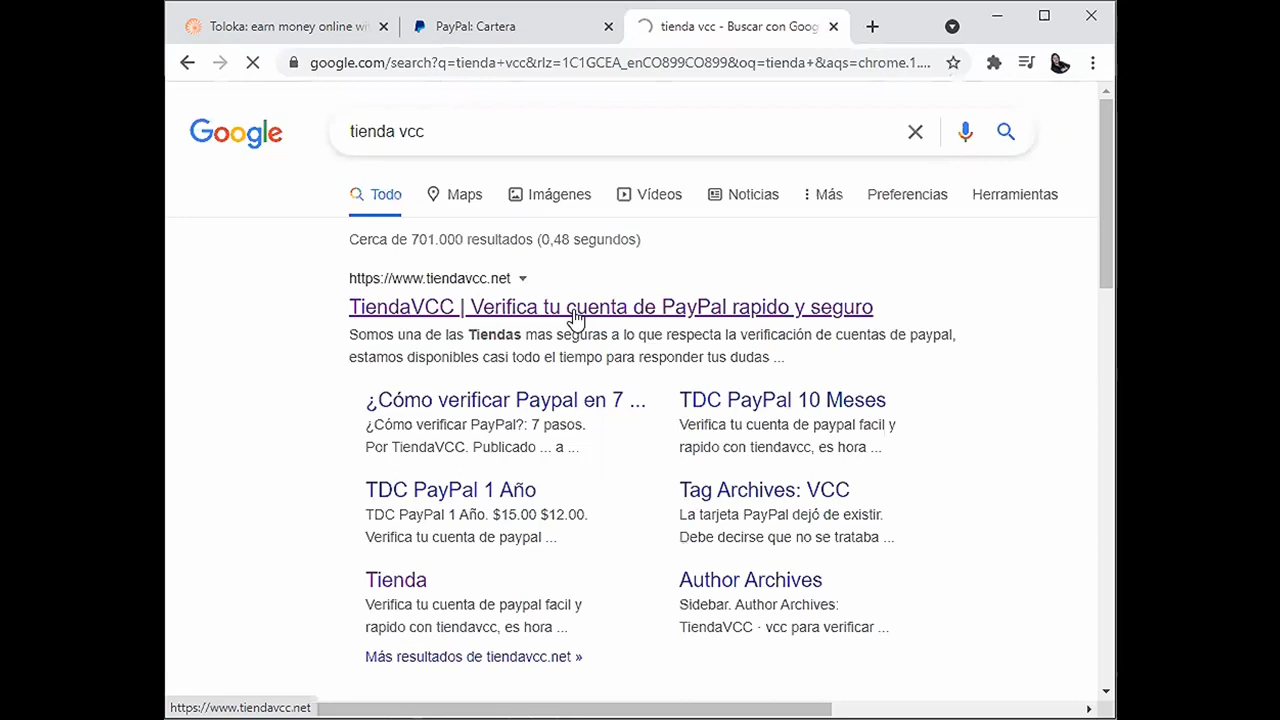 Toloka: earn money online wi
PayPal: Cartera
tienda vcc - Buscar con Goog
google.com/search?q=tienda+vcc&rlz=1C1GCEA_enCO899CO899&oq=tienda+&aqs=chrome.1....
Google
tienda vcc
Todo Maps Imágenes Vídeos Noticias Más Preferencias Herramientas
Cerca de 701.000 resultados (0,48 segundos)
https://www.tiendavcc.net
TiendaVCC | Verifica tu cuenta de PayPal rapido y seguro
Somos una de las Tiendas mas seguras a lo que respecta la verificación de cuentas de paypal,
estamos disponibles casi todo el tiempo para responder tus dudas ...
¿Cómo verificar Paypal en 7 ...
¿Cómo verificar PayPal?: 7 pasos.
Por TiendaVCC. Publicado ... a ...
TDC PayPal 10 Meses
Verifica tu cuenta de paypal facil y
rapido con tiendavcc, es hora ...
TDC PayPal 1 Año
TDC PayPal 1 Año. $15.00 $12.00.
Verifica tu cuenta de paypal ...
Tag Archives: VCC
La tarjeta PayPal dejó de existir.
Debe decirse que no se trataba ...
Tienda
Verifica tu cuenta de paypal facil y
rapido con tiendavcc, es hora ...
Author Archives
Sidebar. Author Archives:
TiendaVCC · vcc para verificar ...
Más resultados de tiendavcc.net »
https://www.tiendavcc.net